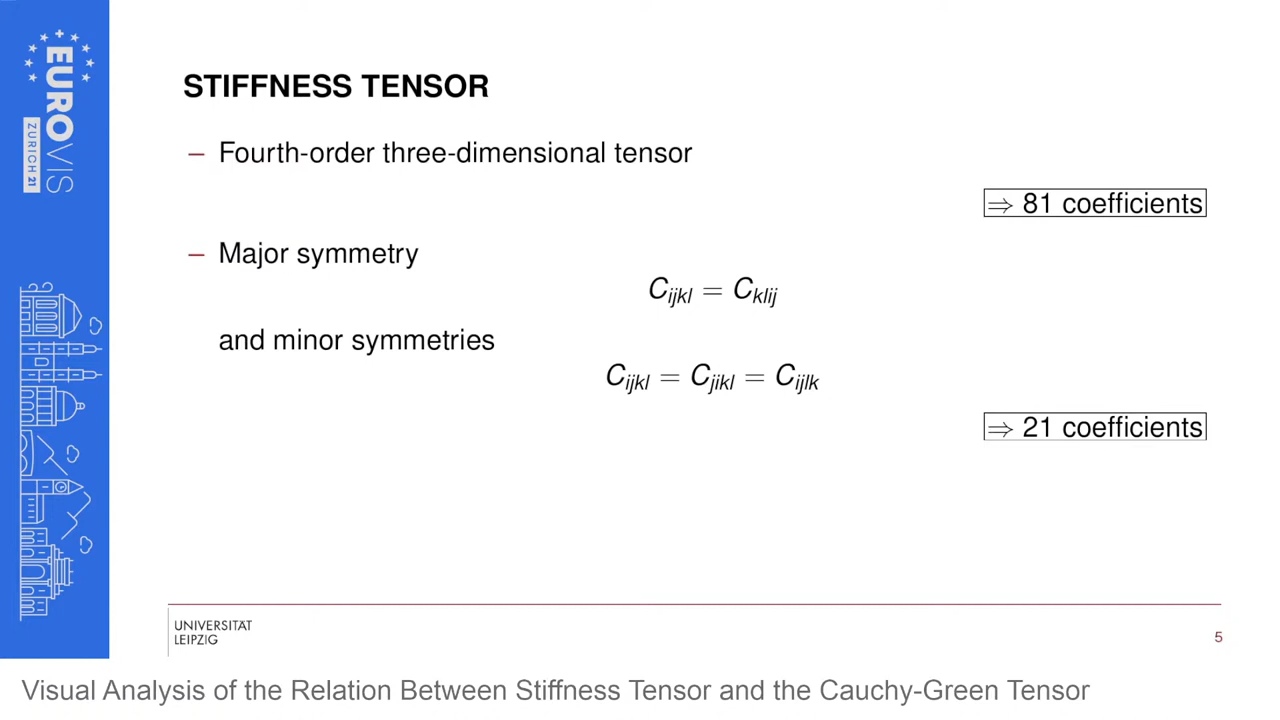 EUROVIS
ZURICH 21
STIFFNESS TENSOR
– Fourth-order three-dimensional tensor
⇒ 81 coefficients
– Major symmetry
C_ijkl = C_klij
and minor symmetries
C_ijkl = C_jikl = C_ijlk
⇒ 21 coefficients
UNIVERSITÄT
LEIPZIG
5
Visual Analysis of the Relation Between Stiffness Tensor and the Cauchy-Green Tensor